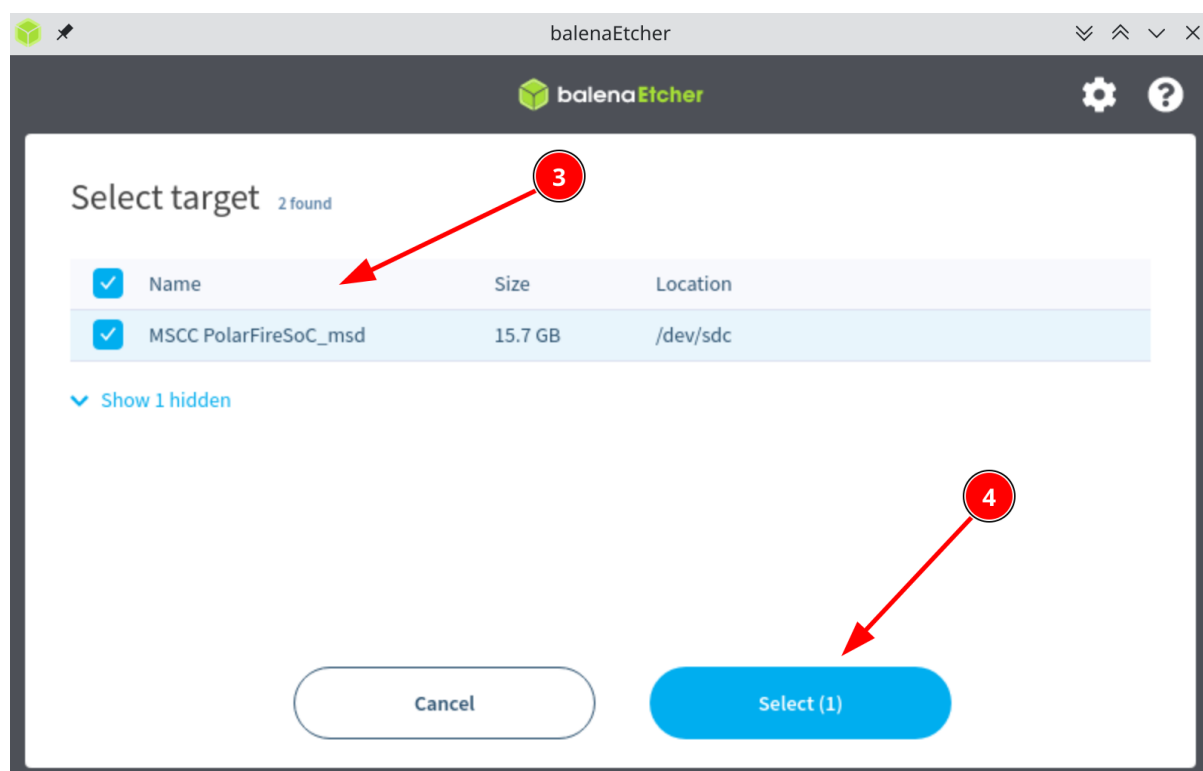 balenaEtcher
balenaEtcher
3
Select target 2 found
Name Size Location
MSCC PolarFireSoC_msd 15.7 GB /dev/sdc
Show 1 hidden
4
Cancel Select (1)